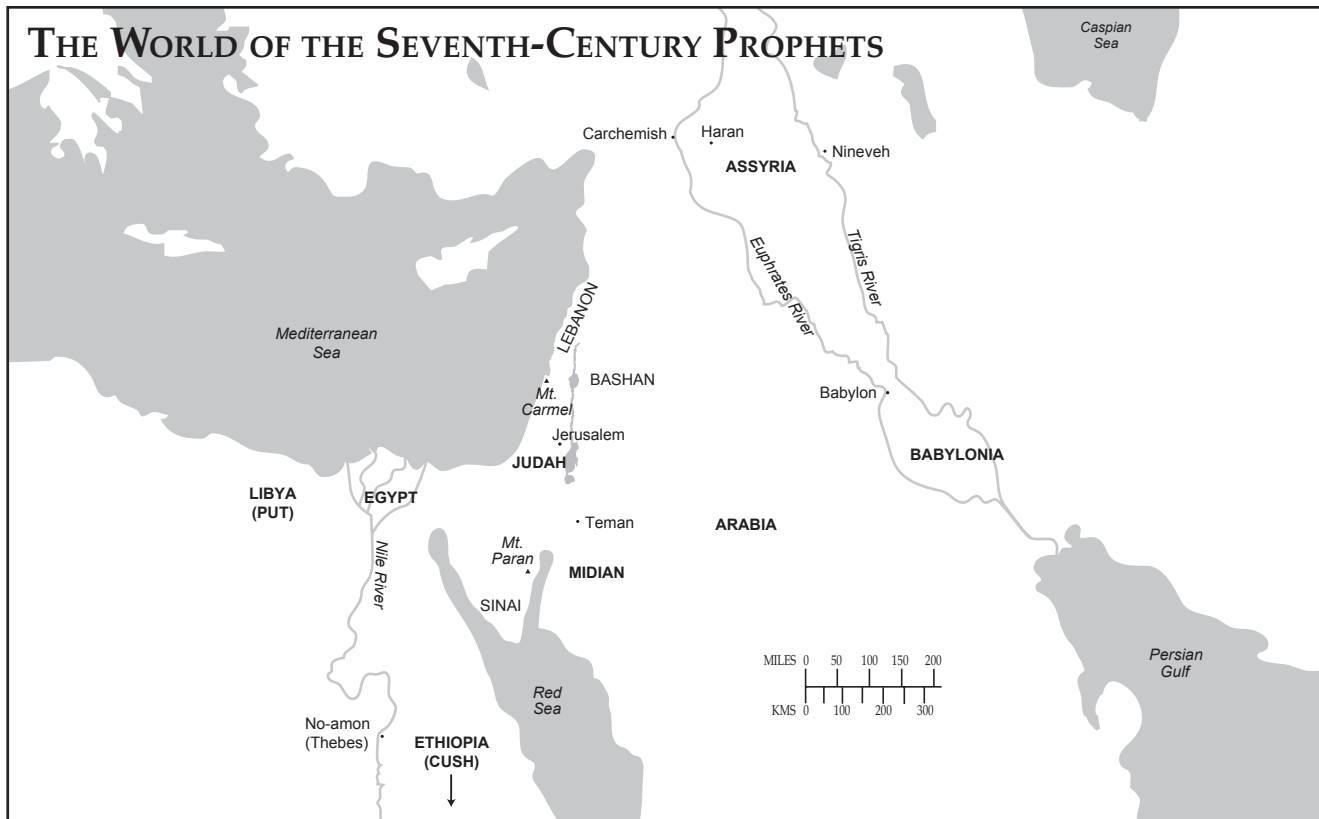 THE WORLD OF THE SEVENTH-CENTURY PROPHETS
Caspian
Sea
Carchemish
Haran
Nineveh
ASSYRIA
Euphrates River
Tigris River
Mediterranean
Sea
LEBANON
BASHAN
Mt.
Carmel
Babylon
Jerusalem
JUDAH
BABYLONIA
LIBYA
(PUT)
EGYPT
Teman
ARABIA
Nile River
Mt.
Paran
MIDIAN
SINAI
MILES 0 50 100 150 200
KMS 0 100 200 300
Persian
Gulf
Red
Sea
No-amon
(Thebes)
ETHIOPIA
(CUSH)